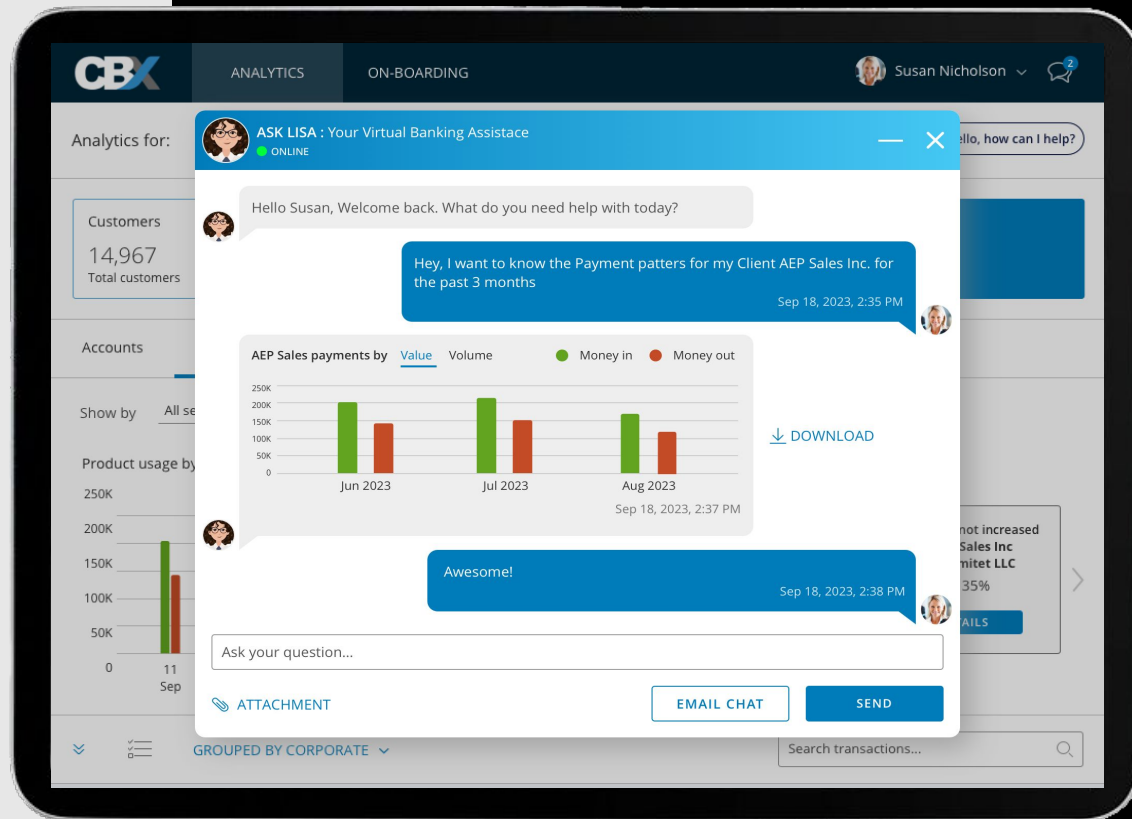 CBX
ANALYTICS
ON-BOARDING
Susan Nicholson
2
Analytics for:
ello, how can I help?
ASK LISA : Your Virtual Banking Assistace
ONLINE
Customers
14,967
Total customers
Hello Susan, Welcome back. What do you need help with today?
Hey, I want to know the Payment patters for my Client AEP Sales Inc. for
the past 3 months
Sep 18, 2023, 2:35 PM
Accounts
Show by
All se
AEP Sales payments by Value Volume
Money in
Money out
250K
200K
150K
100K
50K
0
Jun 2023
Jul 2023
Aug 2023
Sep 18, 2023, 2:37 PM
DOWNLOAD
Product usage by
250K
200K
150K
100K
50K
0
11
Sep
not increased
Sales Inc
mitet LLC
35%
AILS
Awesome!
Sep 18, 2023, 2:38 PM
Ask your question...
ATTACHMENT
EMAIL CHAT
SEND
GROUPED BY CORPORATE
Search transactions...